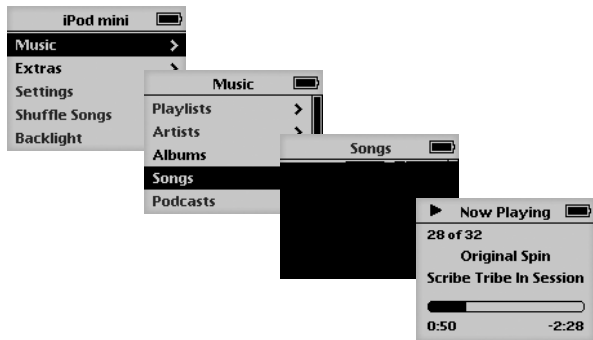 iPod mini
Music
Extras
Settings
Shuffle Songs
Backlight
Music
Playlists
Artists
Albums
Songs
Podcasts
Songs
Now Playing
28 of 32
Original Spin
Scribe Tribe In Session
0:50 -2:28